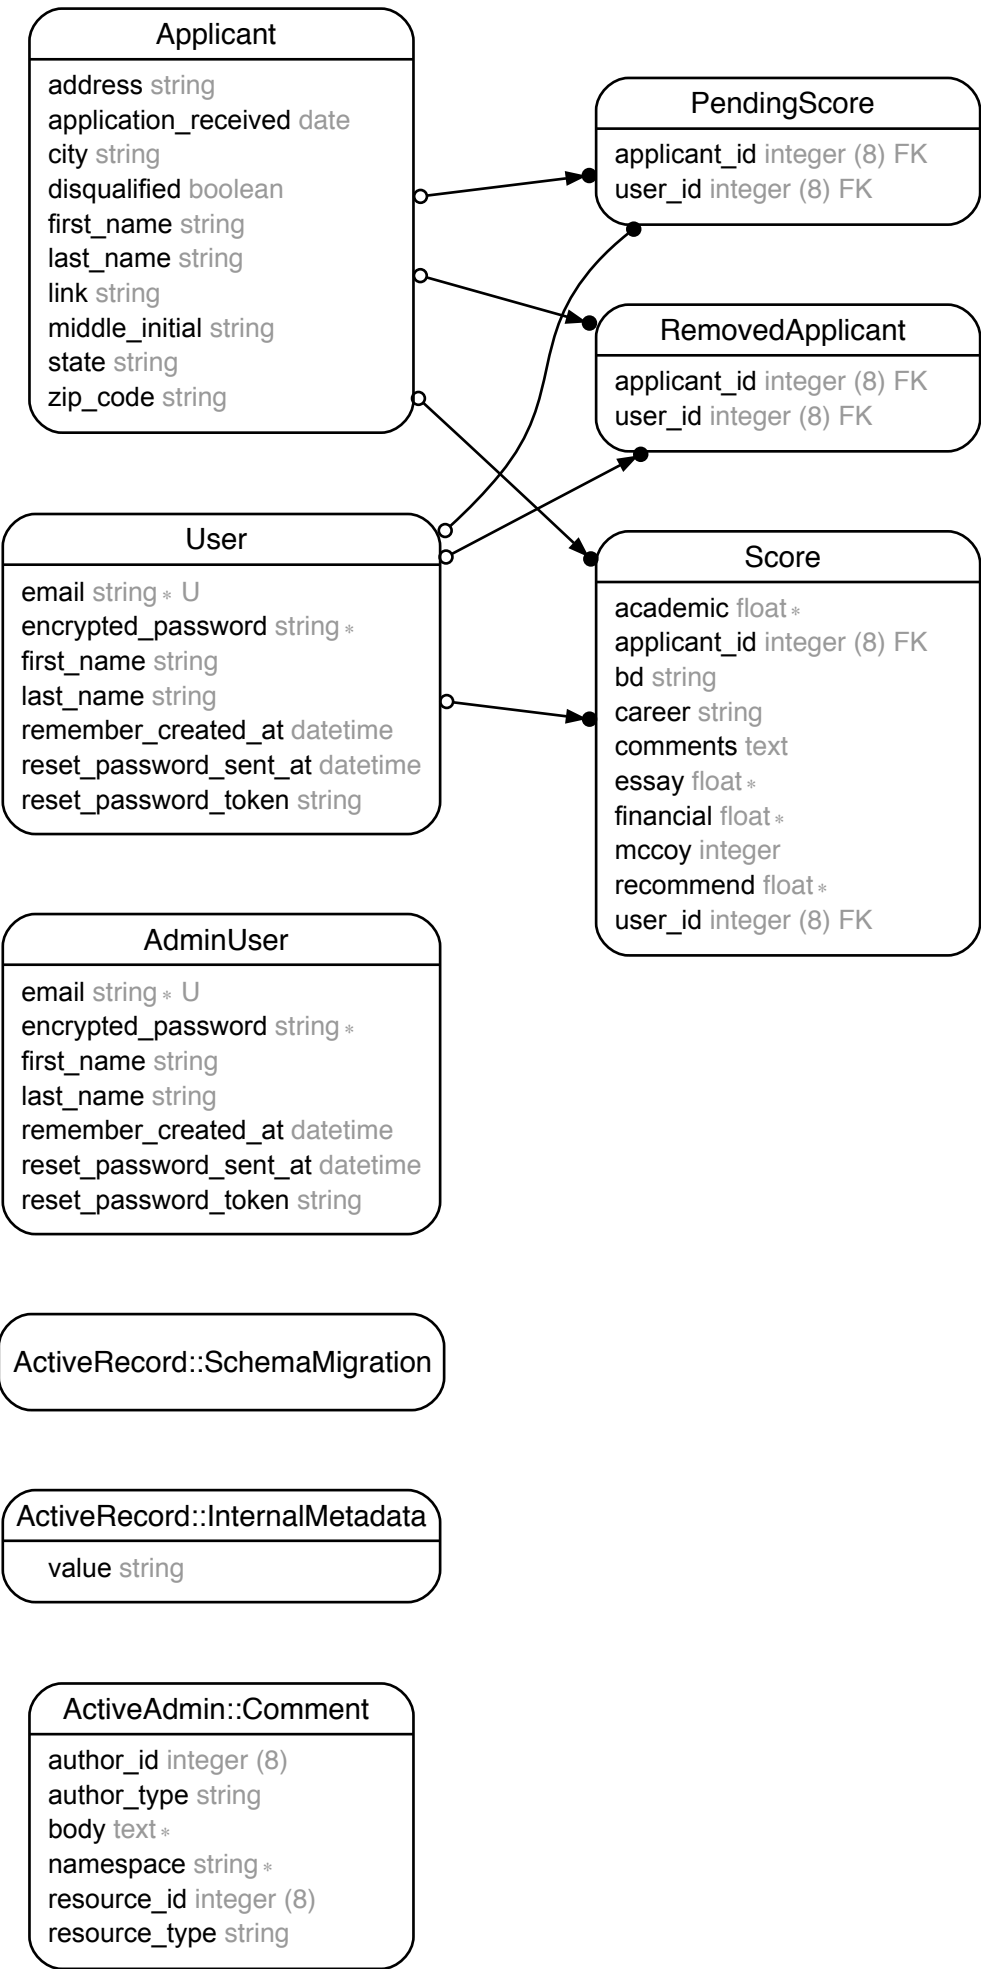 Applicant
address string
application_received date
city string
disqualified boolean
first_name string
last_name string
link string
middle_initial string
state string
zip_code string
PendingScore
applicant_id integer (8) FK
user_id integer (8) FK
RemovedApplicant
applicant_id integer (8) FK
user_id integer (8) FK
User
email string * U
encrypted_password string *
first_name string
last_name string
remember_created_at datetime
reset_password_sent_at datetime
reset_password_token string
Score
academic float *
applicant_id integer (8) FK
bd string
career string
comments text
essay float *
financial float *
mccoy integer
recommend float *
user_id integer (8) FK
AdminUser
email string * U
encrypted_password string *
first_name string
last_name string
remember_created_at datetime
reset_password_sent_at datetime
reset_password_token string
ActiveRecord::SchemaMigration
ActiveRecord::InternalMetadata
value string
ActiveAdmin::Comment
author_id integer (8)
author_type string
body text *
namespace string *
resource_id integer (8)
resource_type string